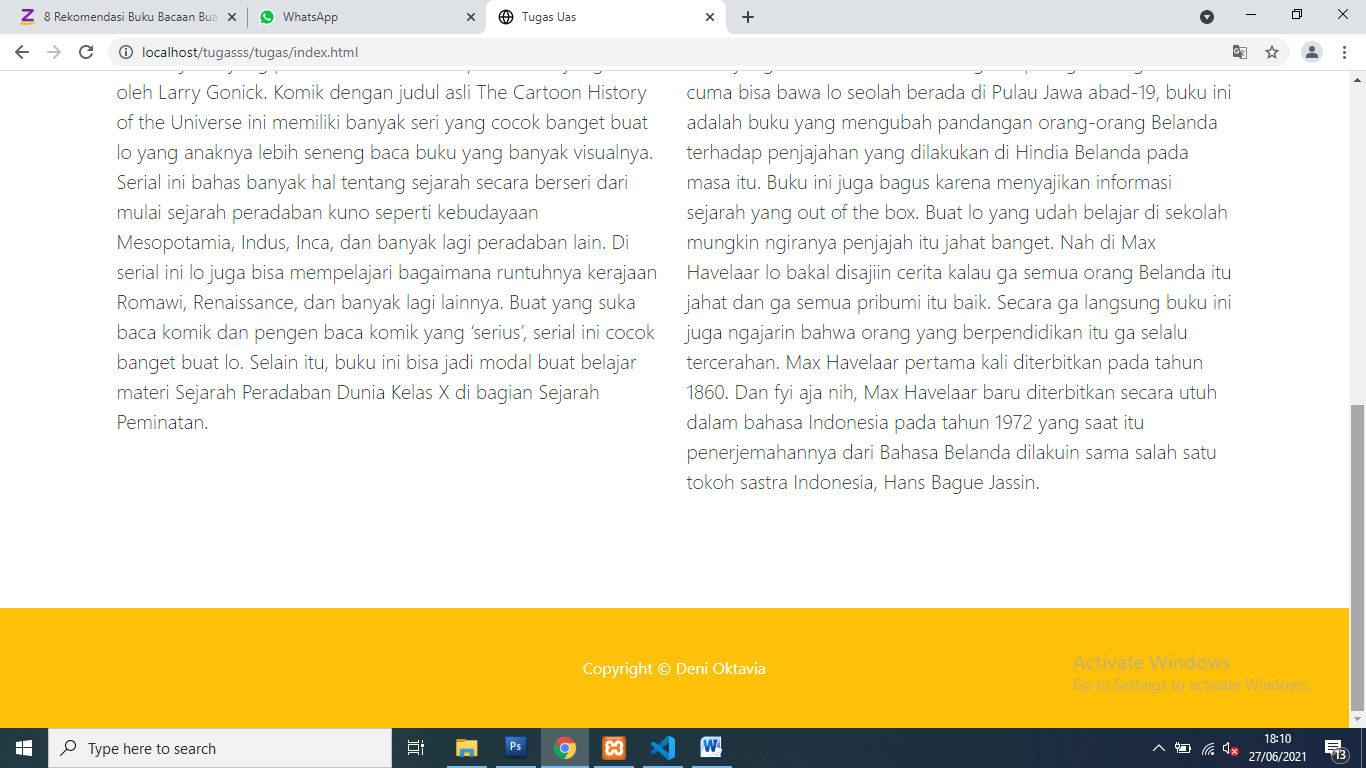 8 Rekomendasi Buku Bacaan Bua
WhatsApp
Tugas Uas
localhost/tugasss/tugas/index.html
oleh Larry Gonick. Komik dengan judul asli The Cartoon History
of the Universe ini memiliki banyak seri yang cocok banget buat
lo yang anaknya lebih seneng baca buku yang banyak visualnya.
Serial ini bahas banyak hal tentang sejarah secara berseri dari
mulai sejarah peradaban kuno seperti kebudayaan
Mesopotamia, Indus, Inca, dan banyak lagi peradaban lain. Di
serial ini lo juga bisa mempelajari bagaimana runtuhnya kerajaan
Romawi, Renaissance, dan banyak lagi lainnya. Buat yang suka
baca komik dan pengen baca komik yang ‘serius’, serial ini cocok
banget buat lo. Selain itu, buku ini bisa jadi modal buat belajar
materi Sejarah Peradaban Dunia Kelas X di bagian Sejarah
Peminatan.
cuma bisa bawa lo seolah berada di Pulau Jawa abad-19, buku ini
adalah buku yang mengubah pandangan orang-orang Belanda
terhadap penjajahan yang dilakukan di Hindia Belanda pada
masa itu. Buku ini juga bagus karena menyajikan informasi
sejarah yang out of the box. Buat lo yang udah belajar di sekolah
mungkin ngiranya penjajah itu jahat banget. Nah di Max
Havelaar lo bakal disajiin cerita kalau ga semua orang Belanda itu
jahat dan ga semua pribumi itu baik. Secara ga langsung buku ini
juga ngajarin bahwa orang yang berpendidikan itu ga selalu
tercerahan. Max Havelaar pertama kali diterbitkan pada tahun
1860. Dan fyi aja nih, Max Havelaar baru diterbitkan secara utuh
dalam bahasa Indonesia pada tahun 1972 yang saat itu
penerjemahannya dari Bahasa Belanda dilakuin sama salah satu
tokoh sastra Indonesia, Hans Bague Jassin.
Copyright © Deni Oktavia
Activate Windows
Go to Settings to activate Windows.
Type here to search
Ps
W
18:10
27/06/2021
13